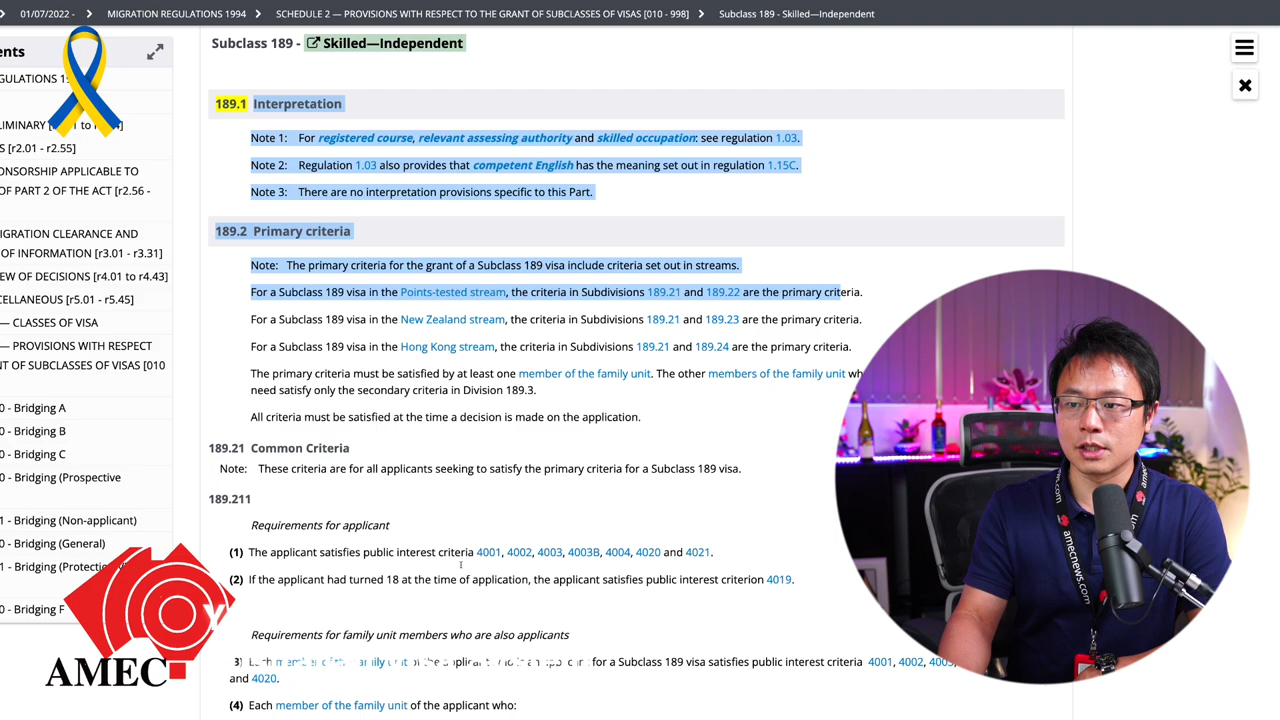 01/07/2022 - MIGRATION REGULATIONS 1994 SCHEDULE 2 — PROVISIONS WITH RESPECT TO THE GRANT OF SUBCLASSES OF VISAS [010 - 998] Subclass 189 - Skilled—Independent
ents
GULATIONS
LIMINARY
S [r2.01 - r2.55]
ONSORSHIP APPLICABLE TO
OF PART 2 OF THE ACT [r2.56 -
IGRATION CLEARANCE AND
OF INFORMATION [r3.01 - r3.31]
EW OF DECISIONS [r4.01 to r4.43]
CELLANEOUS [r5.01 - r5.45]
— CLASSES OF VISA
— PROVISIONS WITH RESPECT
NT OF SUBCLASSES OF VISAS [010
0 - Bridging A
0 - Bridging B
0 - Bridging C
0 - Bridging (Prospective
1 - Bridging (Non-applicant)
0 - Bridging (General)
1 - Bridging
0 - Bridging F
AMEC
Subclass 189 - Skilled—Independent
189.1 Interpretation
Note 1: For registered course, relevant assessing authority and skilled occupation: see regulation 1.03.
Note 2: Regulation 1.03 also provides that competent English has the meaning set out in regulation 1.15C.
Note 3: There are no interpretation provisions specific to this Part.
189.2 Primary criteria
Note: The primary criteria for the grant of a Subclass 189 visa include criteria set out in streams.
For a Subclass 189 visa in the Points-tested stream, the criteria in Subdivisions 189.21 and 189.22 are the primary criteria.
For a Subclass 189 visa in the New Zealand stream, the criteria in Subdivisions 189.21 and 189.23 are the primary criteria.
For a Subclass 189 visa in the Hong Kong stream, the criteria in Subdivisions 189.21 and 189.24 are the primary criteria.
The primary criteria must be satisfied by at least one member of the family unit. The other members of the family unit
need satisfy only the secondary criteria in Division 189.3.
All criteria must be satisfied at the time a decision is made on the application.
189.21 Common Criteria
Note: These criteria are for all applicants seeking to satisfy the primary criteria for a Subclass 189 visa.
189.211
Requirements for applicant
(1) The applicant satisfies public interest criteria 4001, 4002, 4003, 4003B, 4004, 4020 and 4021.
(2) If the applicant had turned 18 at the time of application, the applicant satisfies public interest criterion 4019.
Requirements for family unit members who are also applicants
3) Each member of the family unit of the applicant for a Subclass 189 visa satisfies public interest criteria 4001, 4002,
and 4020.
(4) Each member of the family unit of the applicant who:
amecnews.com